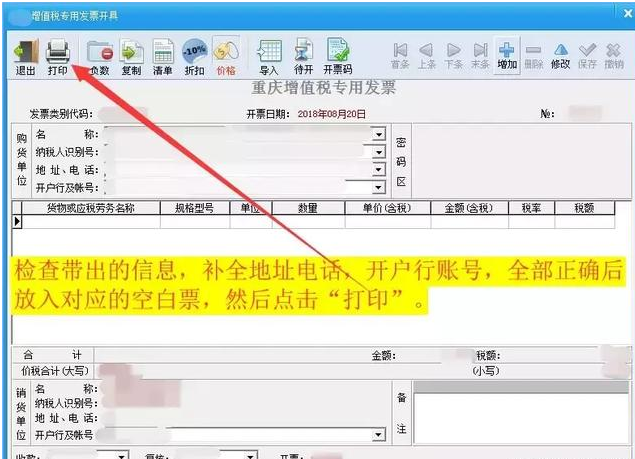 增值税专用发票开具
退出 打印 负数 复制 清单 -10% 折扣 价格 导入 待开 开票码 首条 上条 下条 末条 增加 删除 修改 保存 撤销
重庆增值税专用发票
发票类别代码： 开票日期：2018年08月20日 №：
购货单位
名 称：
纳税人识别号：
地 址、电 话：
开户行及帐号：
密码区
货物或应税劳务名称 规格型号 单位 数量 单价(含税) 金额(含税) 税率 税额
检查带出的信息，补全地址电话，开户行账号，全部正确后
放入对应的空白票，然后点击“打印”。
合 计 金额： 税额：
价税合计(大写) (小写)
销货单位
名 称：
纳税人识别号：
地 址、电 话：
开户行及帐号
备注
收款： 复核： 开票：